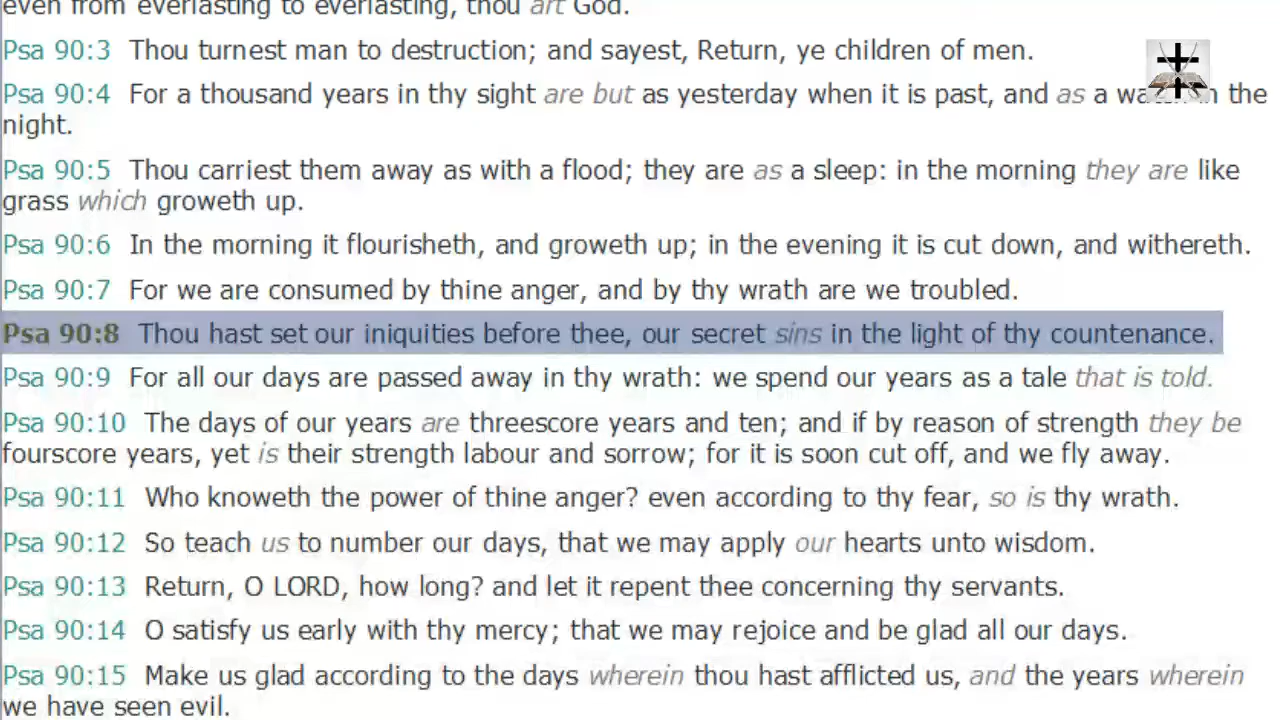 even from everlasting to everlasting, thou art God.
Psa 90:3 Thou turnest man to destruction; and sayest, Return, ye children of men.
Psa 90:4 For a thousand years in thy sight are but as yesterday when it is past, and as a in the
night.
Psa 90:5 Thou carriest them away as with a flood; they are as a sleep: in the morning they are like
grass which groweth up.
Psa 90:6 In the morning it flourisheth, and groweth up; in the evening it is cut down, and withereth.
Psa 90:7 For we are consumed by thine anger, and by thy wrath are we troubled.
Psa 90:8 Thou hast set our iniquities before thee, our secret sins in the light of thy countenance.
Psa 90:9 For all our days are passed away in thy wrath: we spend our years as a tale that is told.
Psa 90:10 The days of our years are threescore years and ten; and if by reason of strength they be
fourscore years, yet is their strength labour and sorrow; for it is soon cut off, and we fly away.
Psa 90:11 Who knoweth the power of thine anger? even according to thy fear, so is thy wrath.
Psa 90:12 So teach us to number our days, that we may apply our hearts unto wisdom.
Psa 90:13 Return, O LORD, how long? and let it repent thee concerning thy servants.
Psa 90:14 O satisfy us early with thy mercy; that we may rejoice and be glad all our days.
Psa 90:15 Make us glad according to the days wherein thou hast afflicted us, and the years wherein
we have seen evil.